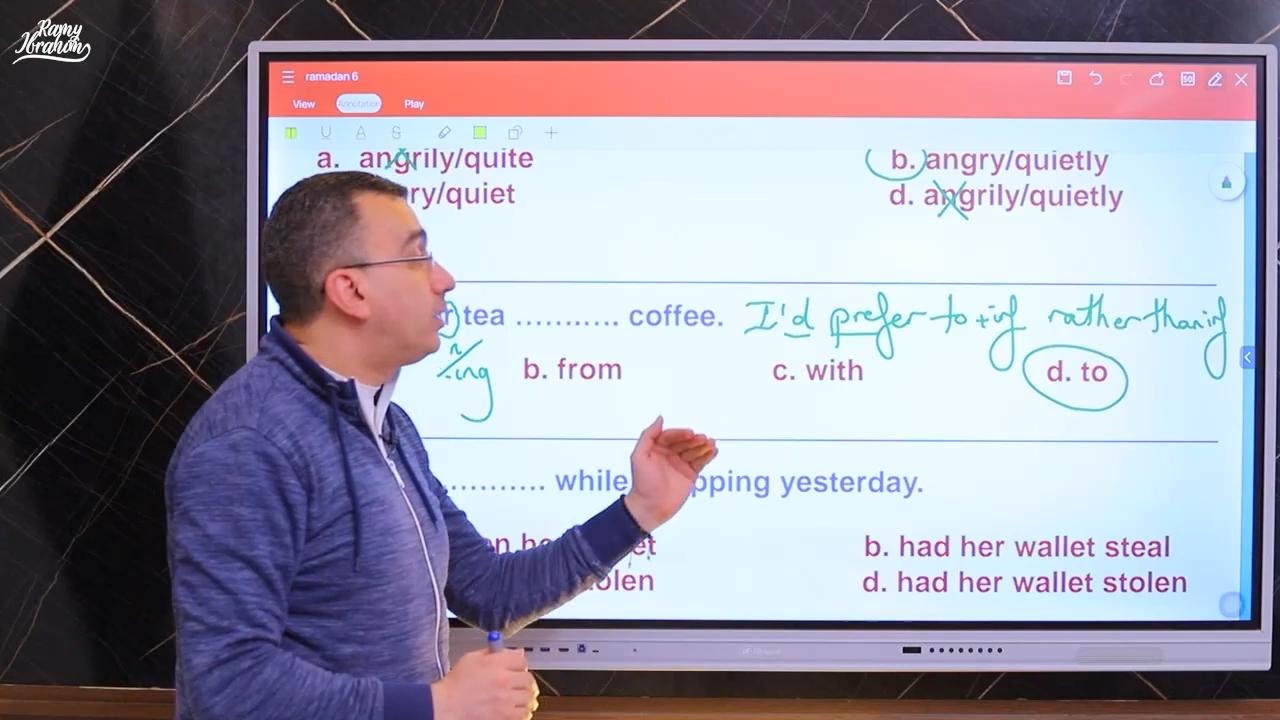 Ramy
Ibrahim
ramadan 6
View Annotation Play
a. angrily/quite b. angry/quietly
ry/quiet d. angrily/quietly
tea ……..…. coffee. I'd prefer to + inf rather than inf
n/ing b. from c. with d. to
…………. while pping yesterday.
b. had her wallet steal
olen d. had her wallet stolen